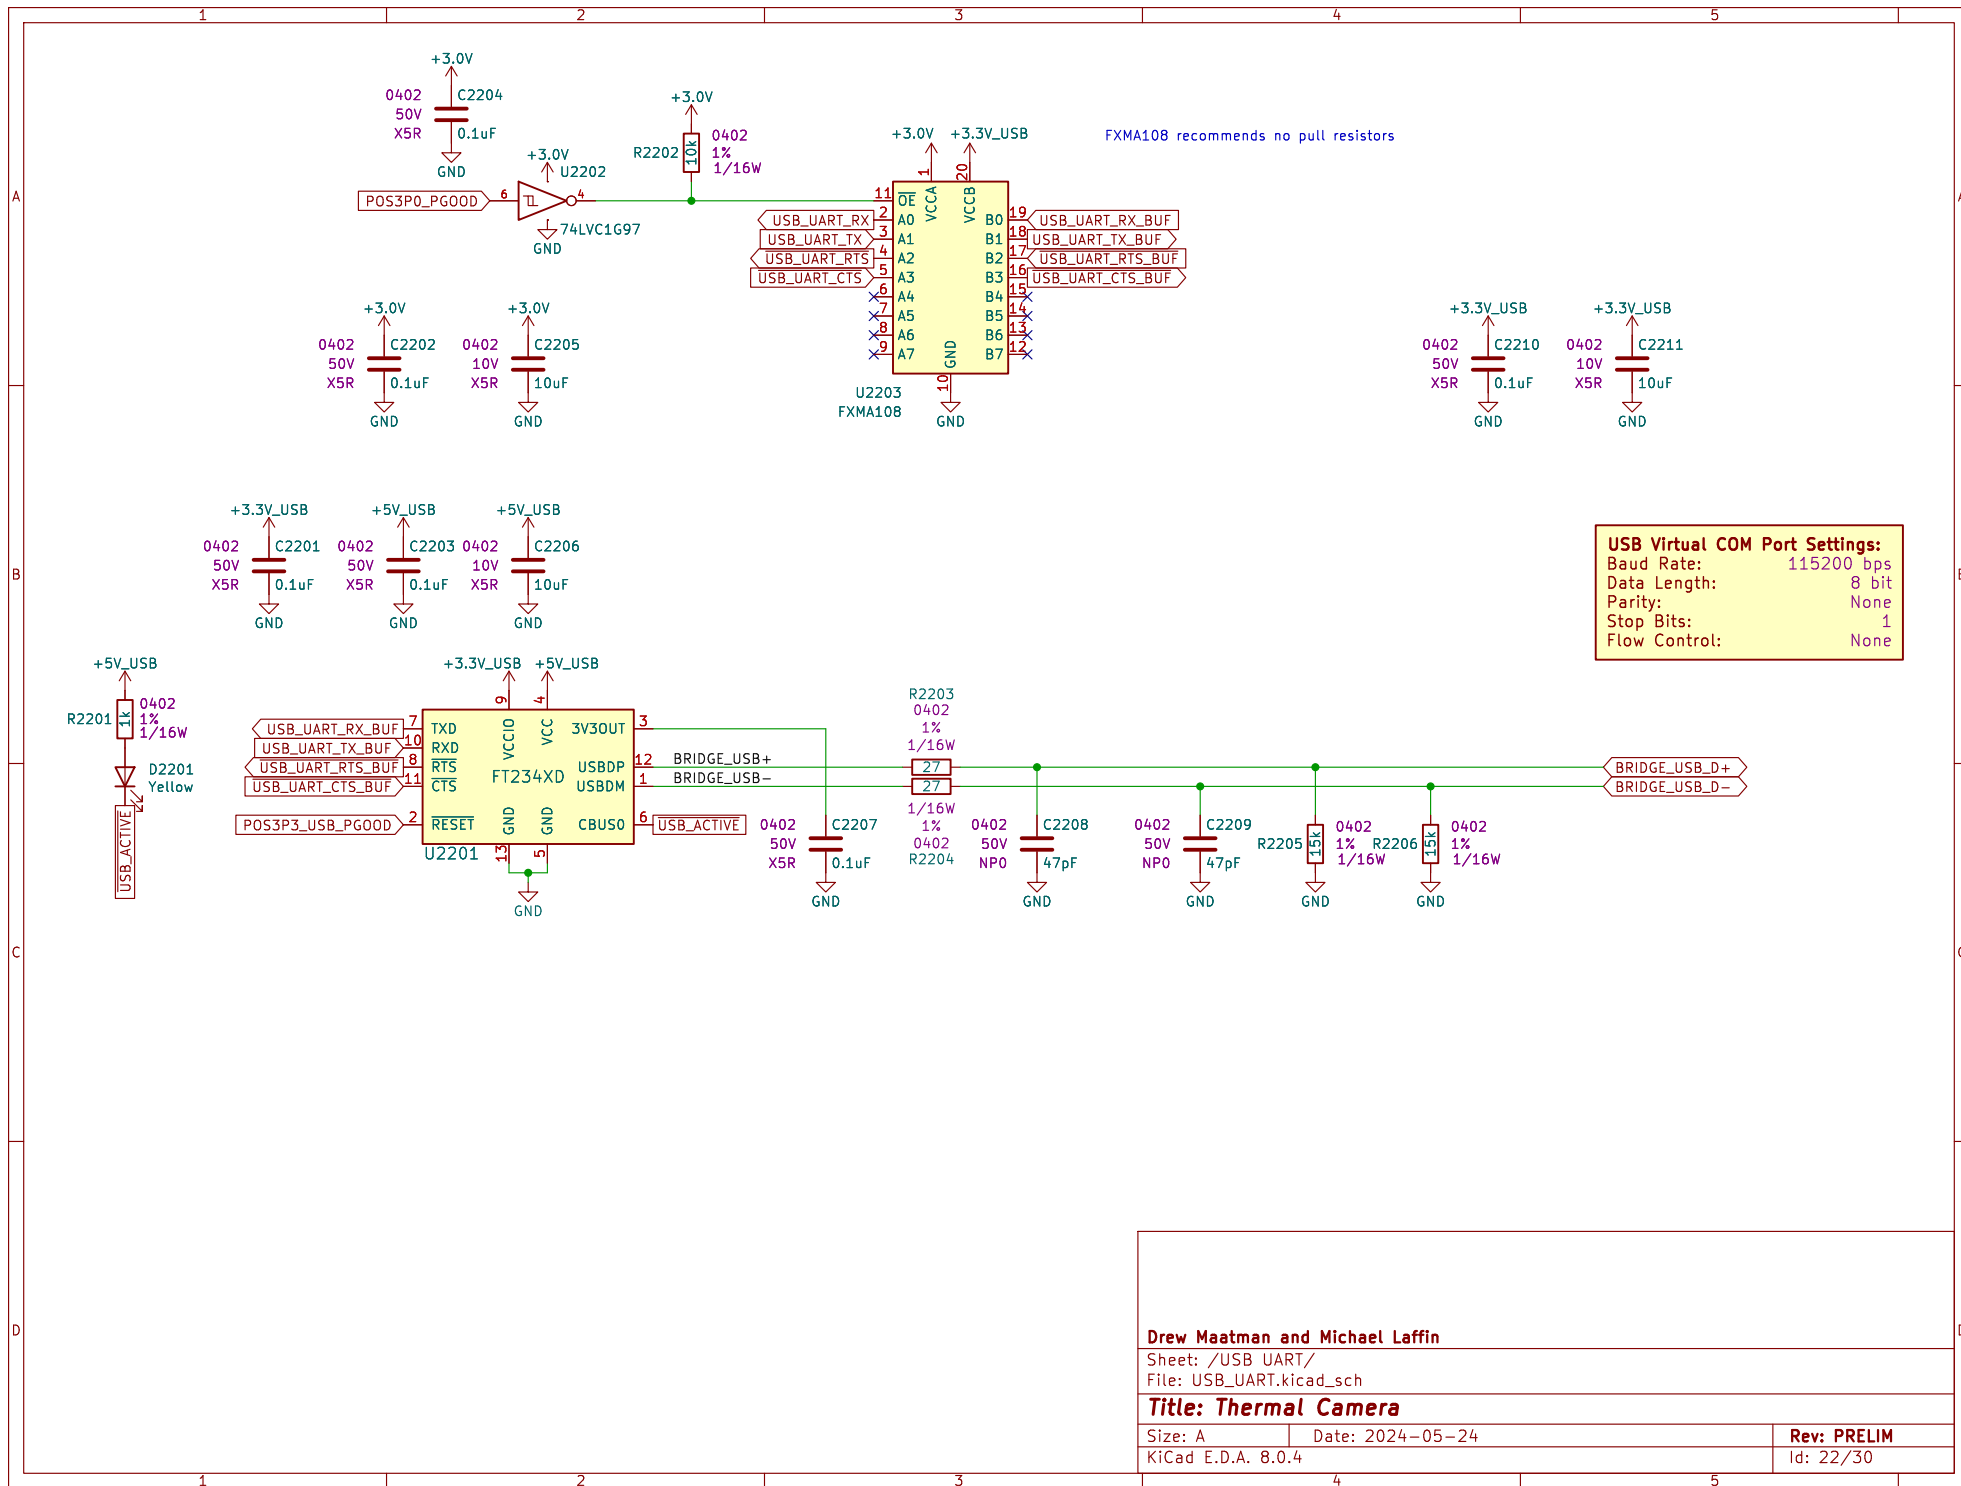 1 2 3 4 5
A
B
C
D
+3.0V
0402 C2204
50V
X5R 0.1uF
GND
+3.0V
U2202
POS3P0_PGOOD 6 4
74LVC1G97
GND
+3.0V
0402
R2202 10k 1%
1/16W
+3.0V +3.3V_USB
FXMA108 recommends no pull resistors
1 20
VCCA VCCB
11 OE
USB_UART_RX 2 A0 B0 19 USB_UART_RX_BUF
USB_UART_TX 3 A1 B1 18 USB_UART_TX_BUF
USB_UART_RTS 4 A2 B2 17 USB_UART_RTS_BUF
USB_UART_CTS 5 A3 B3 16 USB_UART_CTS_BUF
6 A4 B4 15
7 A5 B5 14
8 A6 B6 13
9 A7 B7 12
GND
10
U2203
FXMA108
GND
+3.0V
0402 C2202
50V
X5R 0.1uF
GND
+3.0V
0402 C2205
10V
X5R 10uF
GND
+3.3V_USB
0402 C2210
50V
X5R 0.1uF
GND
+3.3V_USB
0402 C2211
10V
X5R 10uF
GND
+3.3V_USB
0402 C2201
50V
X5R 0.1uF
GND
+5V_USB
0402 C2203
50V
X5R 0.1uF
GND
+5V_USB
0402 C2206
10V
X5R 10uF
GND
USB Virtual COM Port Settings:
Baud Rate: 115200 bps
Data Length: 8 bit
Parity: None
Stop Bits: 1
Flow Control: None
+5V_USB
0402
R2201 1k 1%
1/16W
D2201
Yellow
USB_ACTIVE
+3.3V_USB +5V_USB
9 4
VCCIO VCC
USB_UART_RX_BUF 7 TXD 3V3OUT 3
USB_UART_TX_BUF 10 RXD
USB_UART_RTS_BUF 8 RTS USBDP 12 BRIDGE_USB+
FT234XD
USB_UART_CTS_BUF 11 CTS USBDM 1 BRIDGE_USB-
POS3P3_USB_PGOOD 2 RESET GND GND CBUS0 6 USB_ACTIVE
U2201 13 5
GND
R2203
0402
1%
1/16W
27
27
1/16W
1%
0402
R2204
BRIDGE_USB_D+
BRIDGE_USB_D-
0402 C2207
50V
X5R 0.1uF
GND
0402 C2208
50V
NP0 47pF
GND
0402 C2209
50V
NP0 47pF
GND
0402
R2205 15k 1%
1/16W
GND
0402
R2206 15k 1%
1/16W
GND
Drew Maatman and Michael Laffin
Sheet: /USB UART/
File: USB_UART.kicad_sch
Title: Thermal Camera
Size: A Date: 2024-05-24 Rev: PRELIM
KiCad E.D.A. 8.0.4 Id: 22/30
1 2 3 4 5